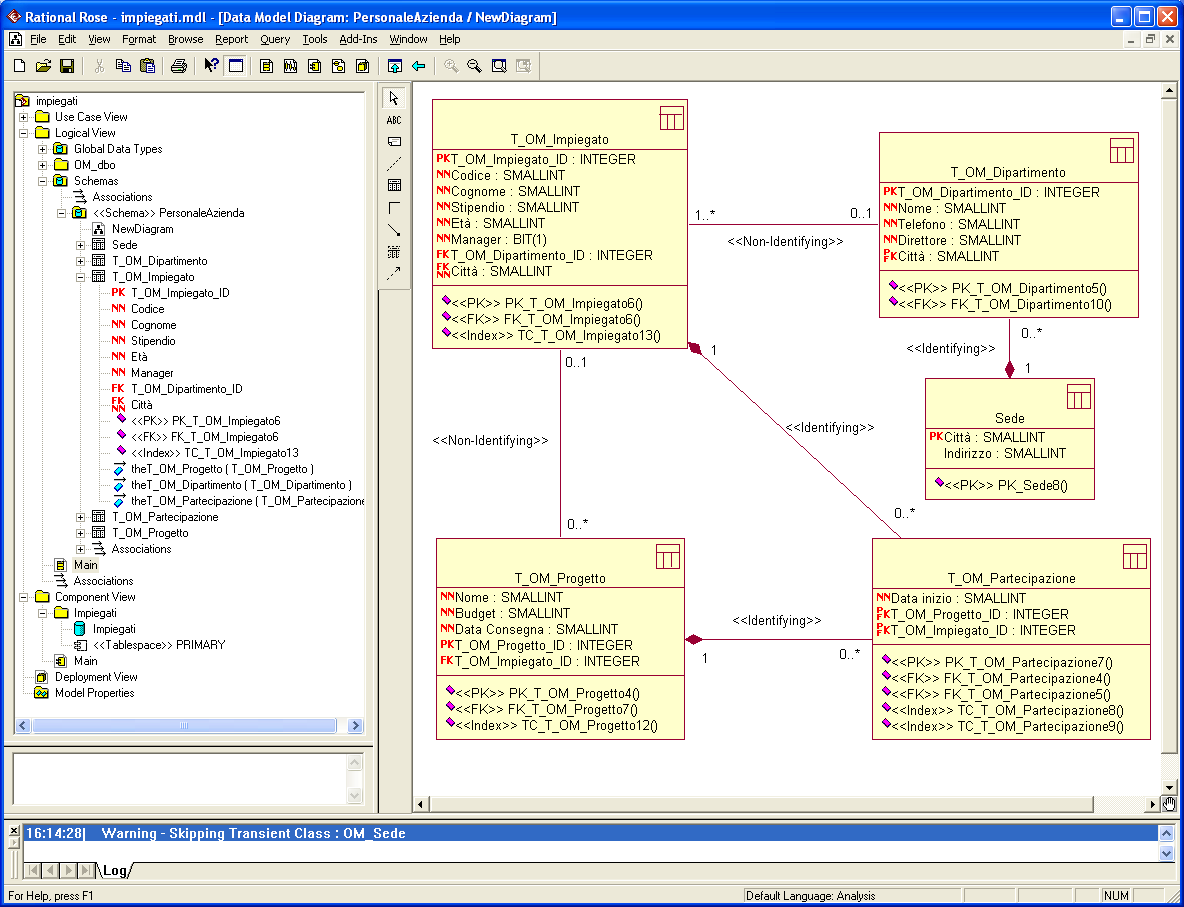 Rational Rose - impiegati.mdl - [Data Model Diagram: PersonaleAzienda / NewDiagram]
File Edit View Format Browse Report Query Tools Add-Ins Window Help
impiegati
Use Case View
Logical View
Global Data Types
OM_dbo
Schemas
Associations
<<Schema>> PersonaleAzienda
NewDiagram
Sede
T_OM_Dipartimento
T_OM_Impiegato
PK T_OM_Impiegato_ID
NN Codice
NN Cognome
NN Stipendio
NN Età
NN Manager
FK T_OM_Dipartimento_ID
FK NN Città
<<PK>> PK_T_OM_Impiegato6
<<FK>> FK_T_OM_Impiegato6
<<Index>> TC_T_OM_Impiegato13
theT_OM_Progetto ( T_OM_Progetto )
theT_OM_Dipartimento ( T_OM_Dipartimento )
theT_OM_Partecipazione ( T_OM_Partecipazione
T_OM_Partecipazione
T_OM_Progetto
Associations
Main
Associations
Component View
Impiegati
Impiegati
<<Tablespace>> PRIMARY
Main
Deployment View
Model Properties
ABC
T_OM_Impiegato
PK T_OM_Impiegato_ID : INTEGER
NN Codice : SMALLINT
NN Cognome : SMALLINT
NN Stipendio : SMALLINT
NN Età : SMALLINT
NN Manager : BIT(1)
FK T_OM_Dipartimento_ID : INTEGER
FK NN Città : SMALLINT
<<PK>> PK_T_OM_Impiegato6()
<<FK>> FK_T_OM_Impiegato6()
<<Index>> TC_T_OM_Impiegato13()
1..*
0..1
<<Non-Identifying>>
T_OM_Dipartimento
PK T_OM_Dipartimento_ID : INTEGER
NN Nome : SMALLINT
NN Telefono : SMALLINT
NN Direttore : SMALLINT
PFK Città : SMALLINT
<<PK>> PK_T_OM_Dipartimento5()
<<FK>> FK_T_OM_Dipartimento10()
0..*
<<Identifying>>
1
Sede
PK Città : SMALLINT
Indirizzo : SMALLINT
<<PK>> PK_Sede8()
0..1
<<Non-Identifying>>
0..*
1
<<Identifying>>
0..*
T_OM_Progetto
NN Nome : SMALLINT
NN Budget : SMALLINT
NN Data Consegna : SMALLINT
PK T_OM_Progetto_ID : INTEGER
FK T_OM_Impiegato_ID : INTEGER
<<PK>> PK_T_OM_Progetto4()
<<FK>> FK_T_OM_Progetto7()
<<Index>> TC_T_OM_Progetto12()
<<Identifying>>
1
0..*
T_OM_Partecipazione
NN Data inizio : SMALLINT
PFK T_OM_Progetto_ID : INTEGER
PFK T_OM_Impiegato_ID : INTEGER
<<PK>> PK_T_OM_Partecipazione7()
<<FK>> FK_T_OM_Partecipazione4()
<<FK>> FK_T_OM_Partecipazione5()
<<Index>> TC_T_OM_Partecipazione8()
<<Index>> TC_T_OM_Partecipazione9()
16:14:28| Warning - Skipping Transient Class : OM_Sede
Log
For Help, press F1
Default Language: Analysis
NUM